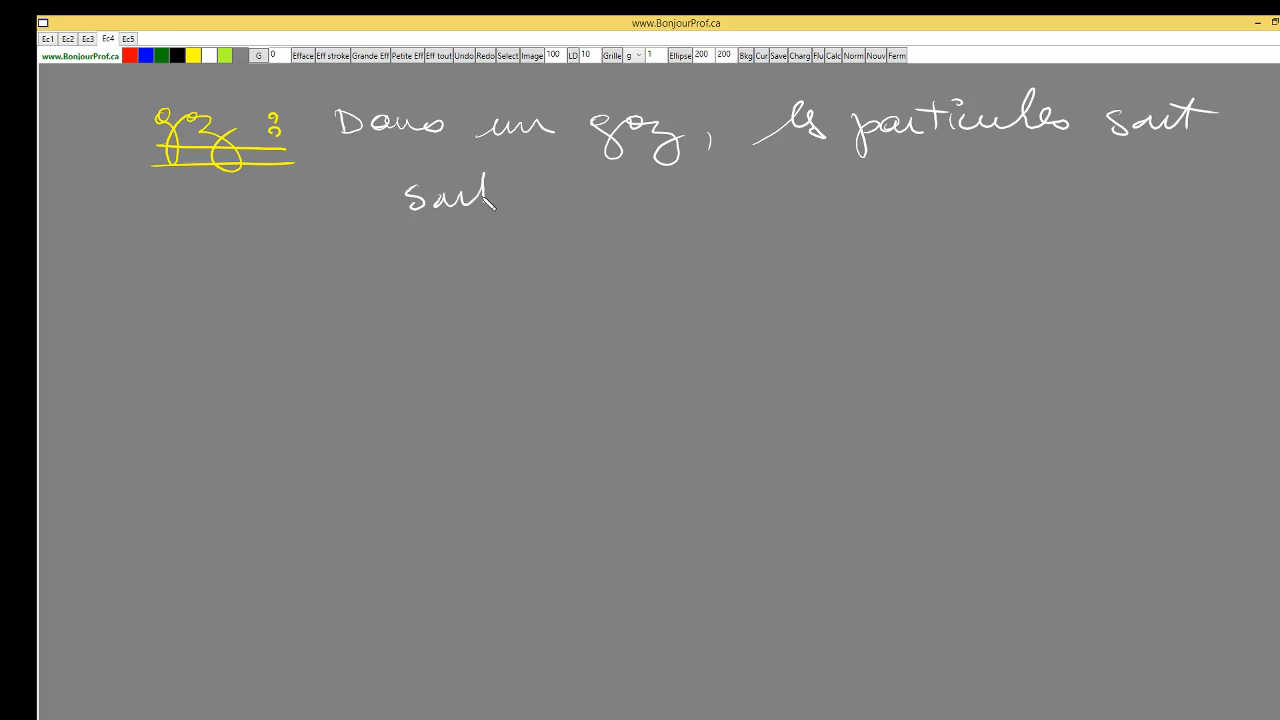 www.BonjourProf.ca
Ec1 Ec2 Ec3 Ec4 Ec5
www.BonjourProf.ca G 0 Efface Eff stroke Grande Eff Petite Eff Eff tout Undo Redo Select Image 100 LD 10 Grille g 1 Ellipse 200 200 Bkg Cur Save Charg Flu Calc Norm Nouv Ferm
gaz : Dans un gaz, les particules sont